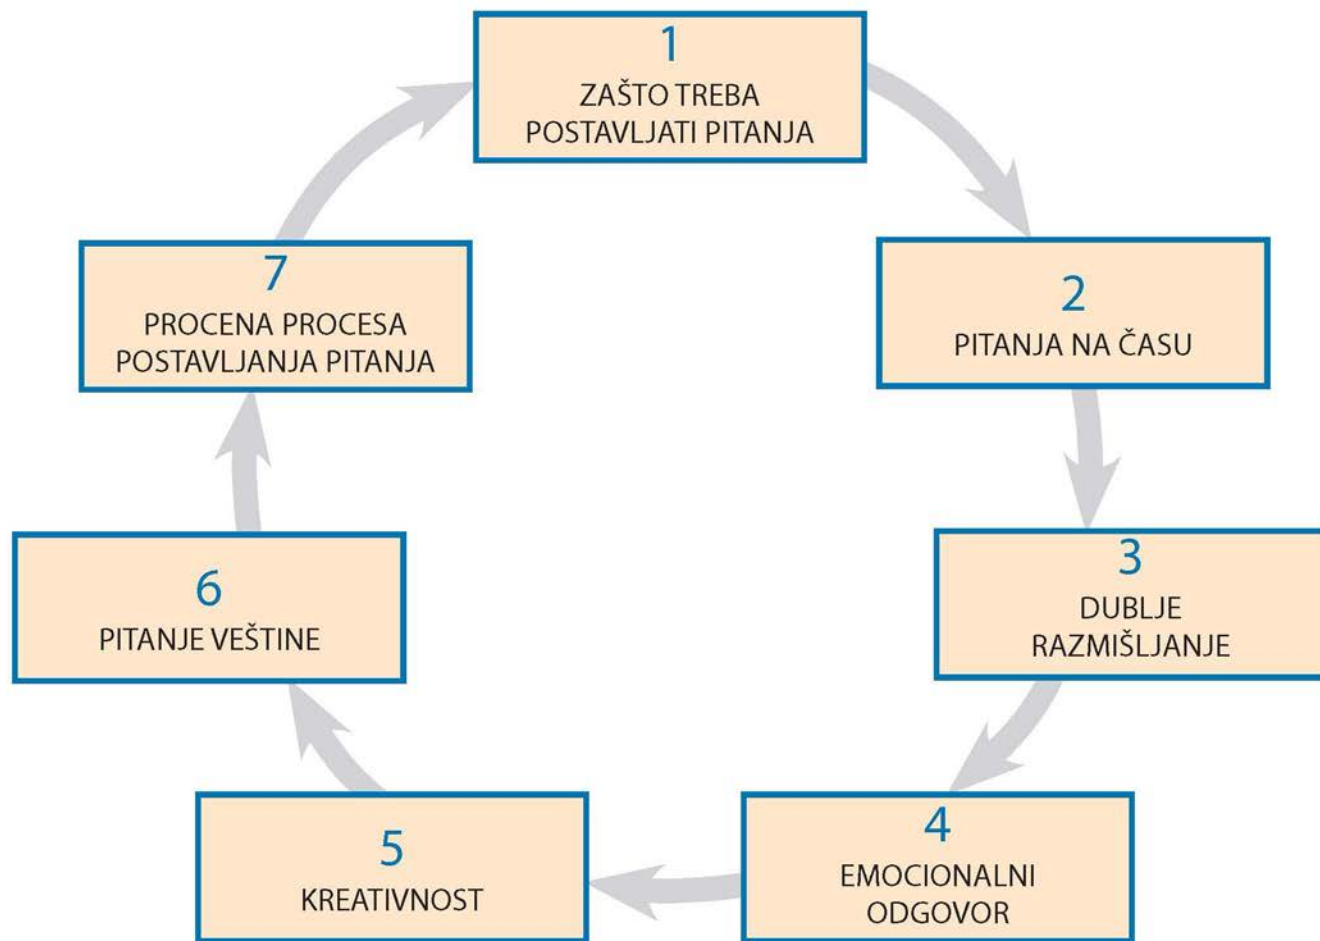 1
ZAŠTO TREBA
POSTAVLJATI PITANJA
2
PITANJA NA ČASU
3
DUBLJE
RAZMIŠLJANJE
4
EMOCIONALNI
ODGOVOR
5
KREATIVNOST
6
PITANJE VEŠTINE
7
PROCENA PROCESA
POSTAVLJANJA PITANJA